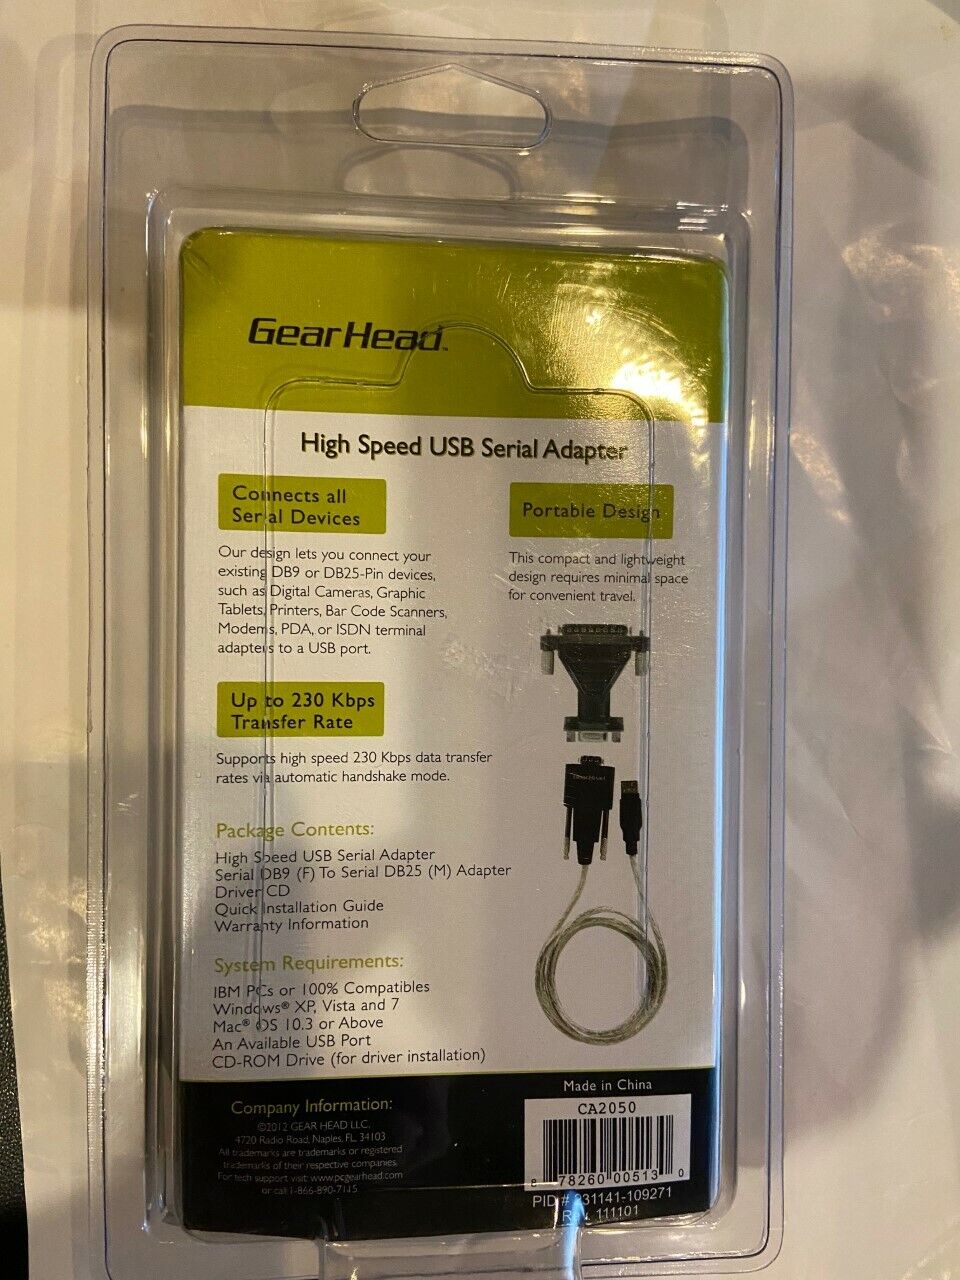 GearHead™
High Speed USB Serial Adapter
Connects all
Serial Devices
Our design lets you connect your
existing DB9 or DB25-Pin devices,
such as Digital Cameras, Graphic
Tablets, Printers, Bar Code Scanners,
Modems, PDA, or ISDN terminal
adapters to a USB port.
Up to 230 Kbps
Transfer Rate
Supports high speed 230 Kbps data transfer
rates via automatic handshake mode.
Portable Design
This compact and lightweight
design requires minimal space
for convenient travel.
GearHead
Package Contents:
High Speed USB Serial Adapter
Serial DB9 (F) To Serial DB25 (M) Adapter
Driver CD
Quick Installation Guide
Warranty Information
System Requirements:
IBM PCs or 100% Compatibles
Windows® XP, Vista and 7
Mac® OS 10.3 or Above
An Available USB Port
CD-ROM Drive (for driver installation)
Company Information:
©2012 GEAR HEAD LLC.
4720 Radio Road, Naples, FL 34103
All trademarks are trademarks or registered
trademarks of their respective companies.
For tech support visit: www.pcgearhead.com
or call 1-866-890-7115
Made in China
CA2050
8 78260 00513 0
PID # 231141-109271
111101